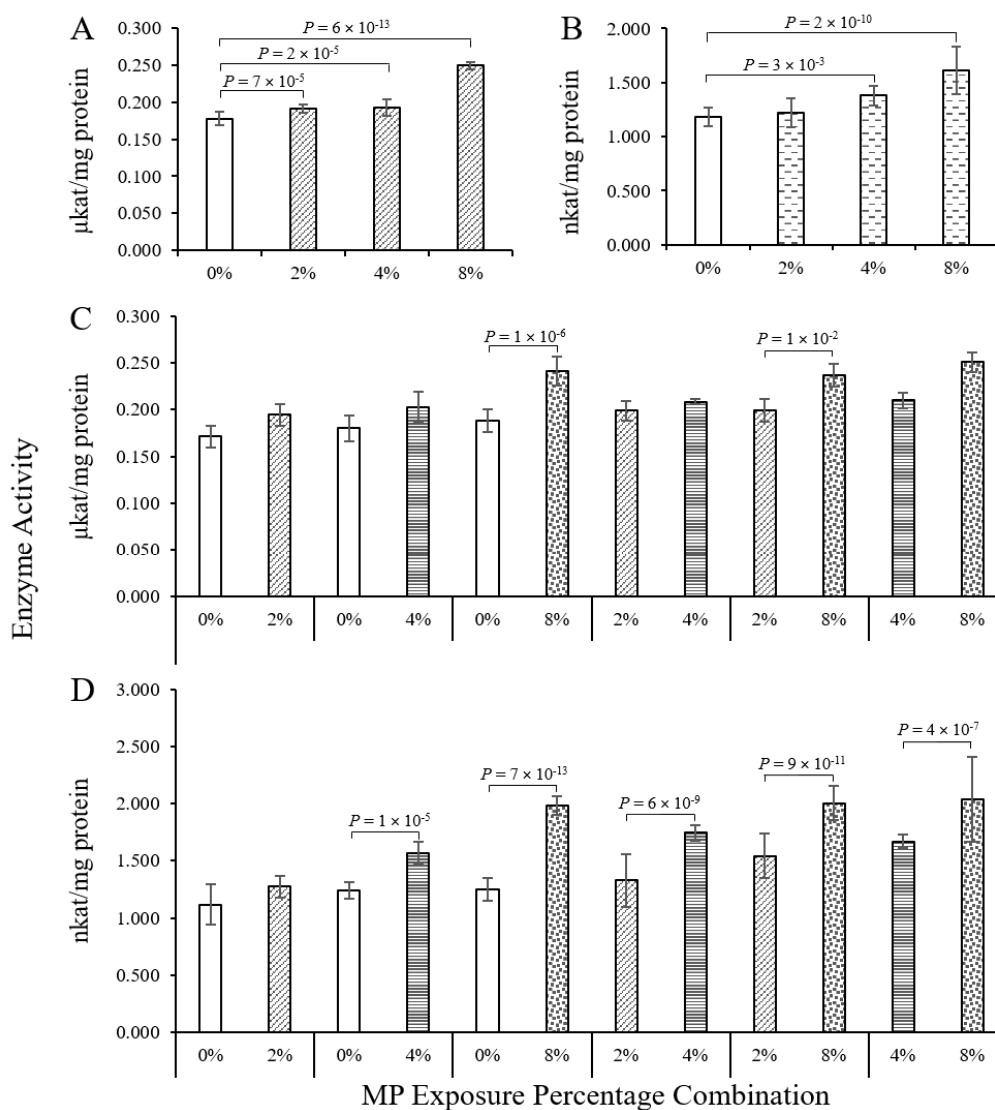 A
0.300
0.250
0.200
0.150
0.100
0.050
0.000
μkat/mg protein
P = 6 × 10-13
P = 2 × 10-5
P = 7 × 10-5
0% 2% 4% 8%
B
2.000
1.500
1.000
0.500
0.000
nkat/mg protein
P = 2 × 10-10
P = 3 × 10-3
0% 2% 4% 8%
Enzyme Activity
C
0.300
0.250
0.200
0.150
0.100
0.050
0.000
μkat/mg protein
P = 1 × 10-6
P = 1 × 10-2
0% 2% 0% 4% 0% 8% 2% 4% 2% 8% 4% 8%
D
3.000
2.500
2.000
1.500
1.000
0.500
0.000
nkat/mg protein
P = 1 × 10-5
P = 7 × 10-13
P = 6 × 10-9
P = 9 × 10-11
P = 4 × 10-7
0% 2% 0% 4% 0% 8% 2% 4% 2% 8% 4% 8%
MP Exposure Percentage Combination